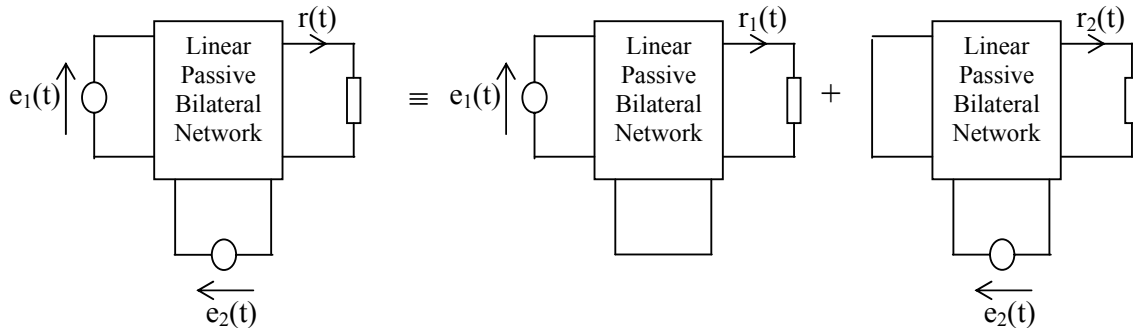 r(t)
Linear
Passive
Bilateral
Network
e₁(t)
e₂(t)
≡
r₁(t)
Linear
Passive
Bilateral
Network
e₁(t)
+
r₂(t)
Linear
Passive
Bilateral
Network
e₂(t)